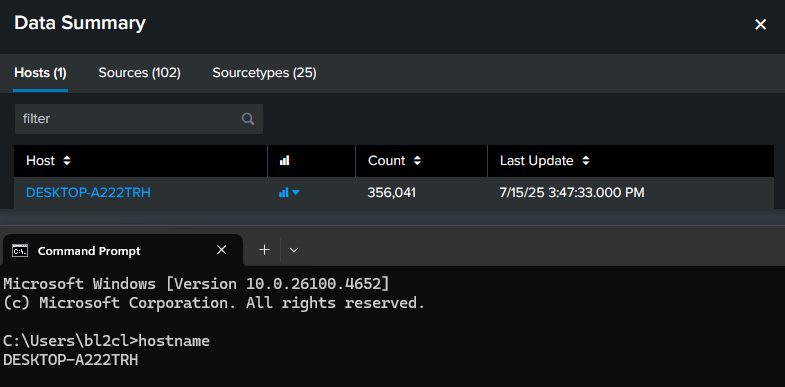 Data Summary
Hosts (1) Sources (102) Sourcetypes (25)
filter
Host Count Last Update
DESKTOP-A222TRH 356,041 7/15/25 3:47:33.000 PM
Command Prompt
Microsoft Windows [Version 10.0.26100.4652]
(c) Microsoft Corporation. All rights reserved.
C:\Users\bl2cl>hostname
DESKTOP-A222TRH